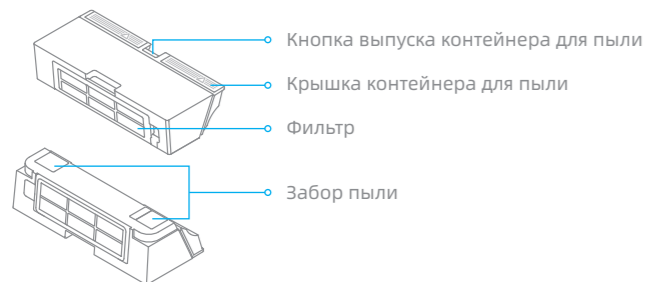 Кнопка выпуска контейнера для пыли
Крышка контейнера для пыли
Фильтр
Забор пыли